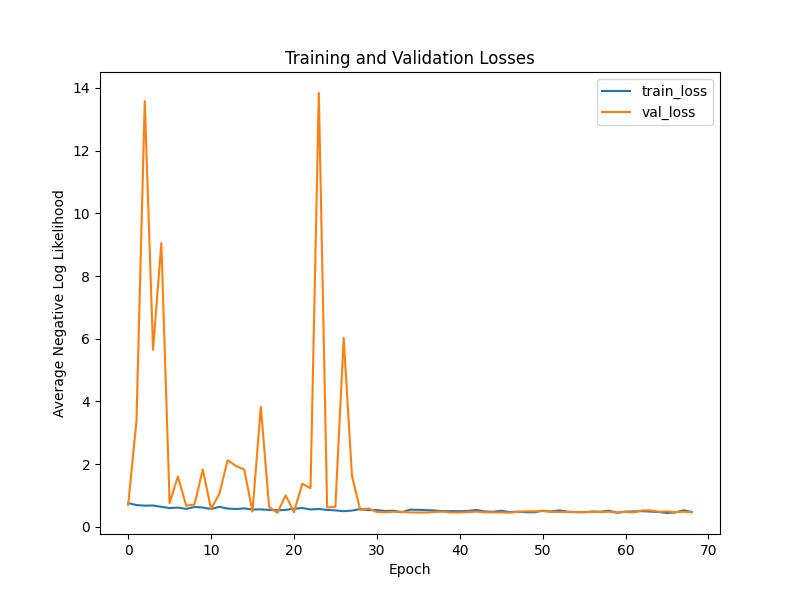 Training and Validation Losses
train_loss
val_loss
Average Negative Log Likelihood
14
12
10
8
6
4
2
0
0 10 20 30 40 50 60 70
Epoch